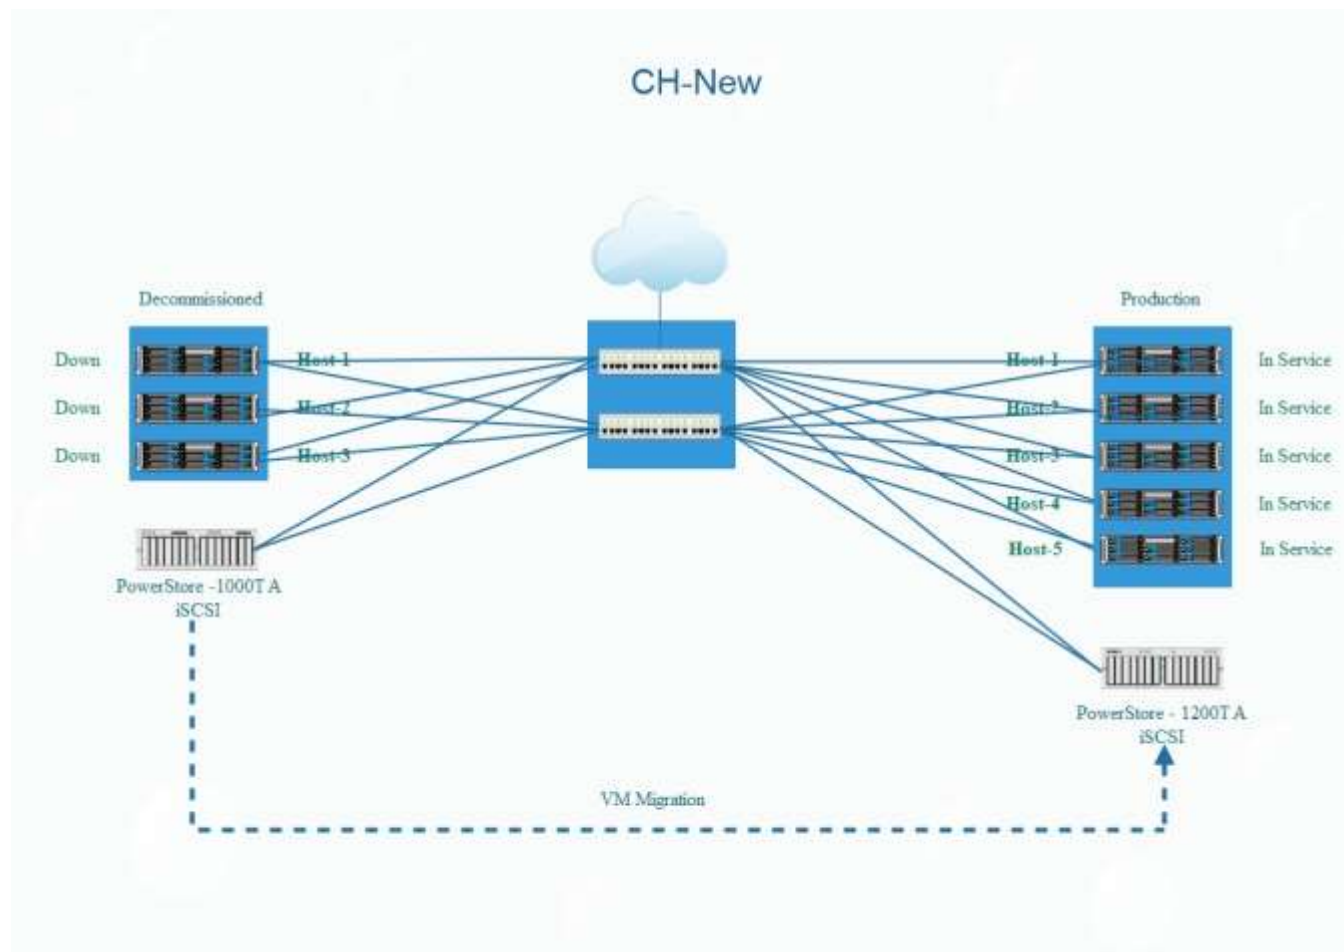 CH-New
Decommissioned
Production
Down
Host-1
Host-1
In Service
Down
Host-2
Host-2
In Service
Down
Host-3
Host-3
In Service
Host-4
In Service
Host-5
In Service
PowerStore -1000T A
iSCSI
PowerStore - 1200T A
iSCSI
VM Migration